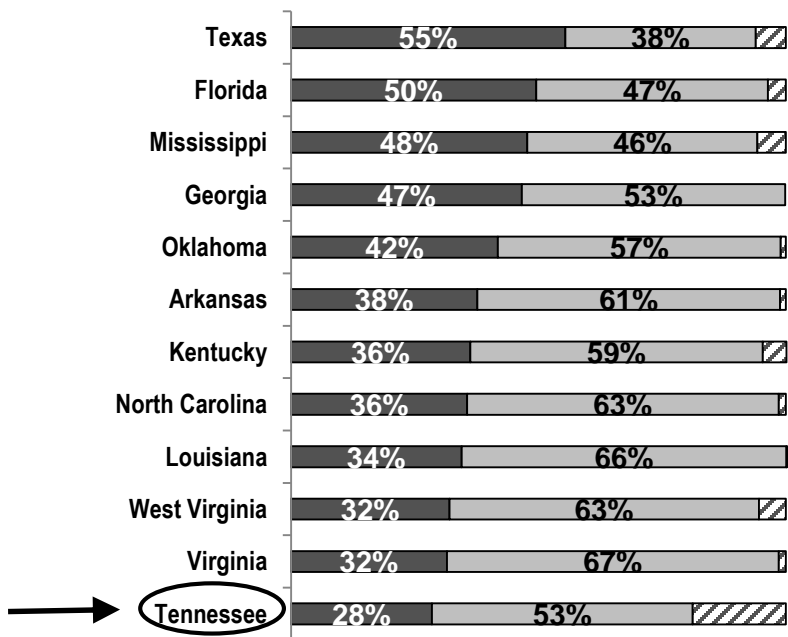 Texas 55% 38%
Florida 50% 47%
Mississippi 48% 46%
Georgia 47% 53%
Oklahoma 42% 57%
Arkansas 38% 61%
Kentucky 36% 59%
North Carolina 36% 63%
Louisiana 34% 66%
West Virginia 32% 63%
Virginia 32% 67%
Tennessee 28% 53%